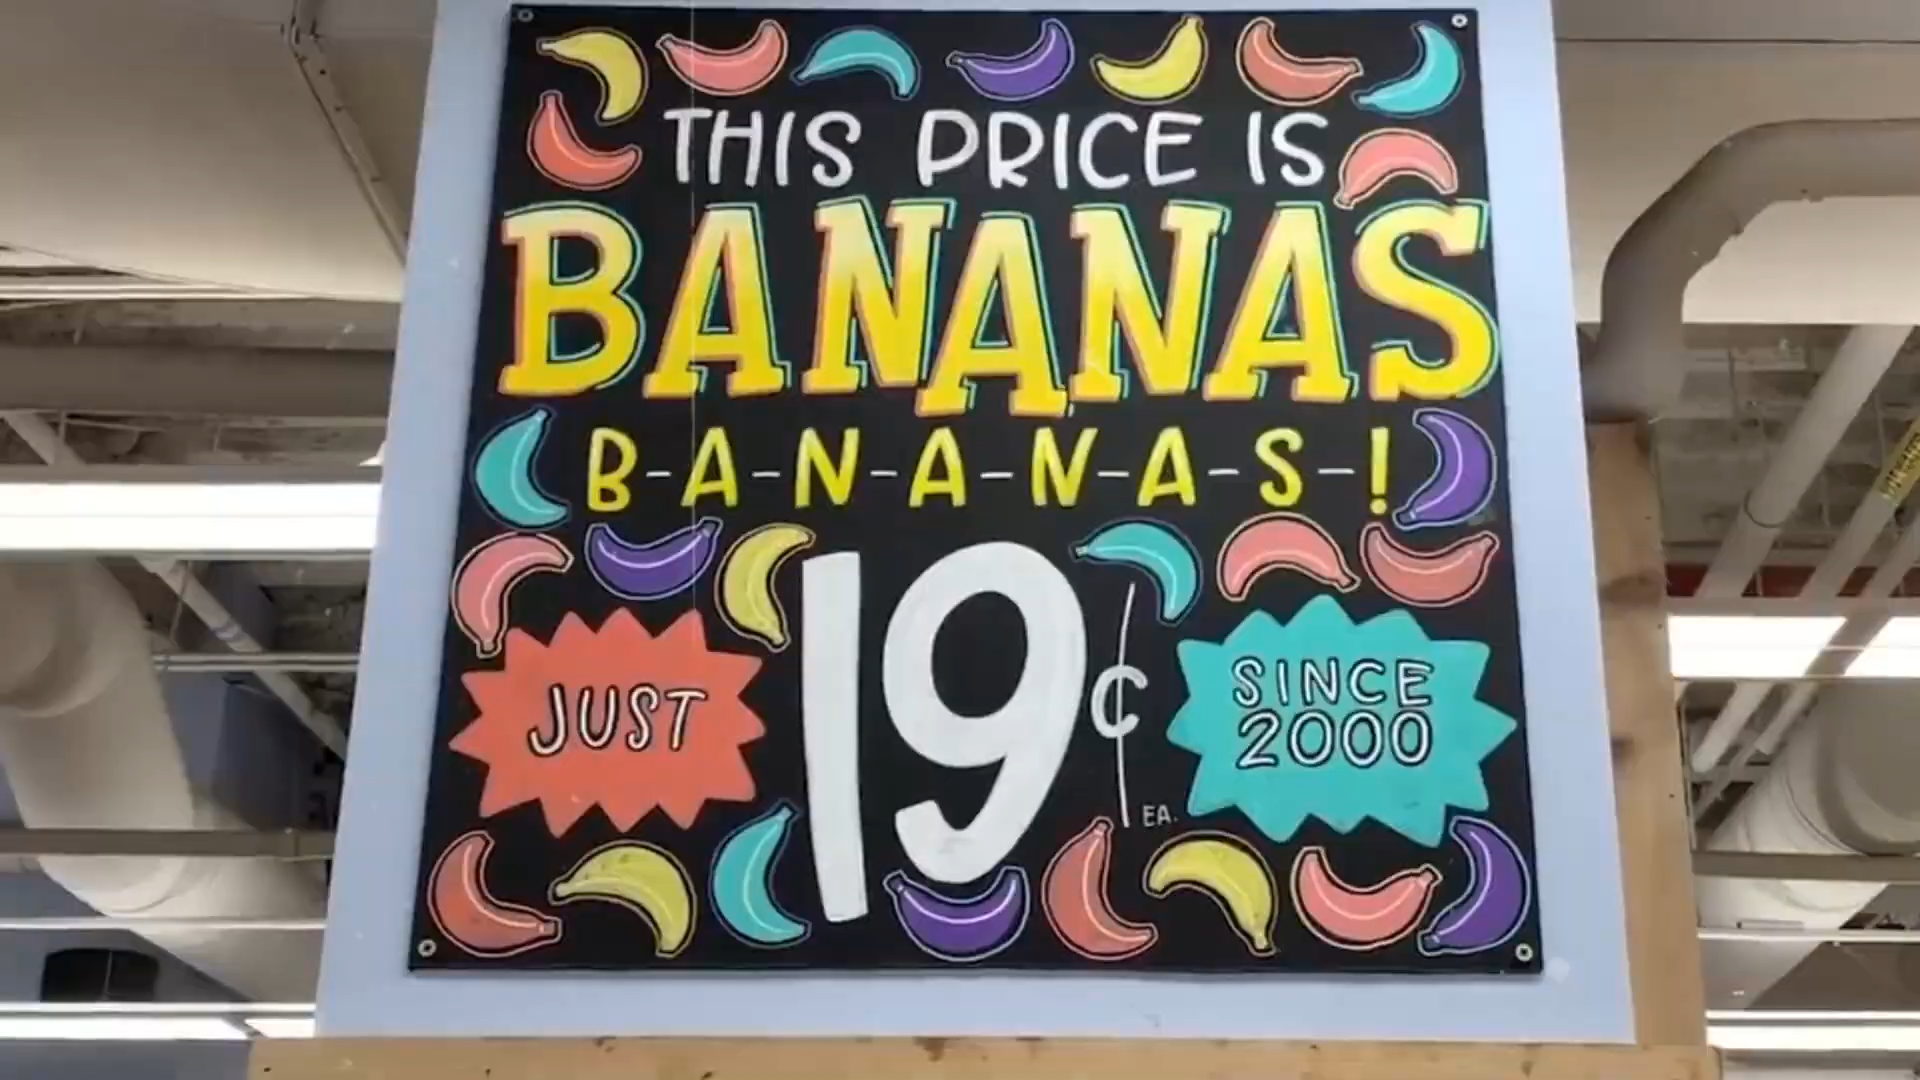 THIS PRICE IS
BANANAS
B-A-N-A-N-A-S-!
JUST
19¢
EA.
SINCE
2000